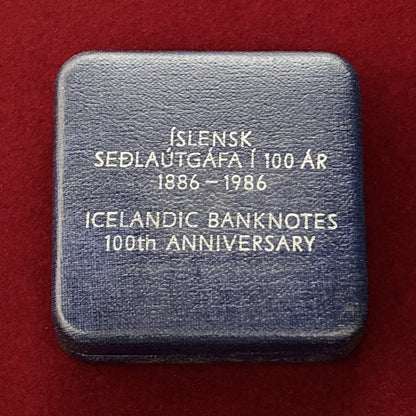 ÍSLENSK
SEÐLAÚTGÁFA Í 100 ÁR
1886 – 1986
ICELANDIC BANKNOTES
100th ANNIVERSARY